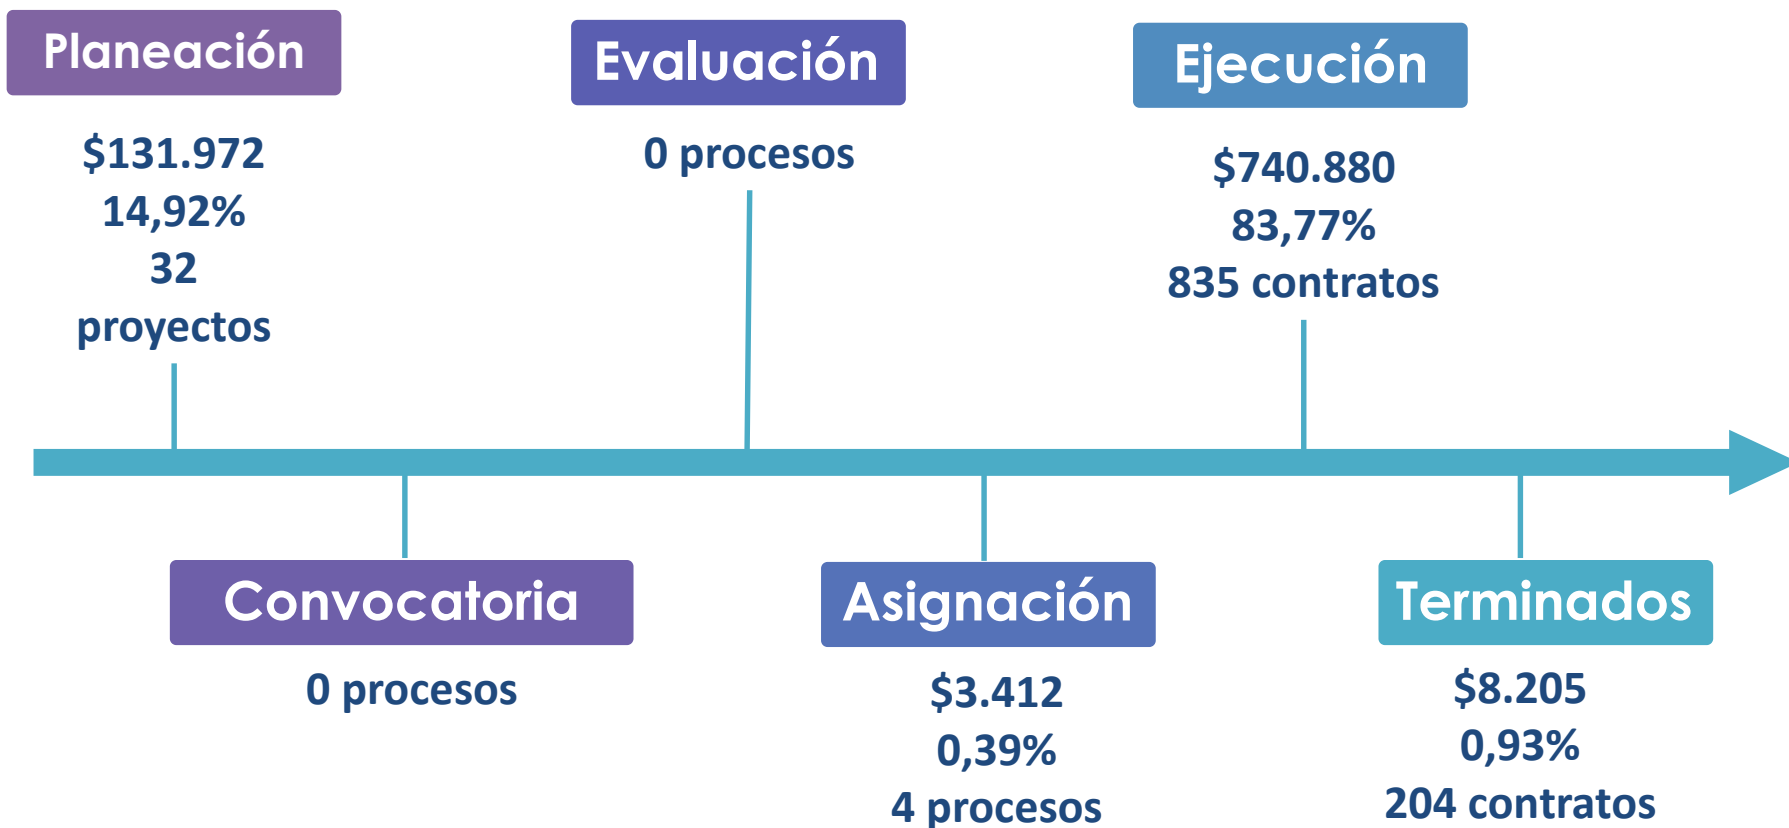 Planeación
$131.972
14,92%
32
proyectos
Convocatoria
0 procesos
Evaluación
0 procesos
Asignación
$3.412
0,39%
4 procesos
Ejecución
$740.880
83,77%
835 contratos
Terminados
$8.205
0,93%
204 contratos